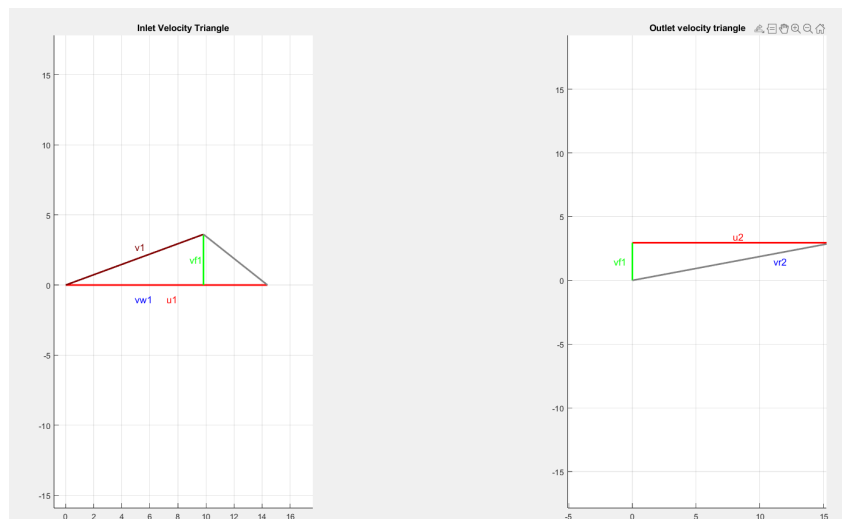 Inlet Velocity Triangle
15
10
5
0
-5
-10
-15
0 2 4 6 8 10 12 14 16
v1
vf1
vw1 u1
Outlet velocity triangle
15
10
5
0
-5
-10
-15
-5 0 5 10 15
u2
vf1
vr2